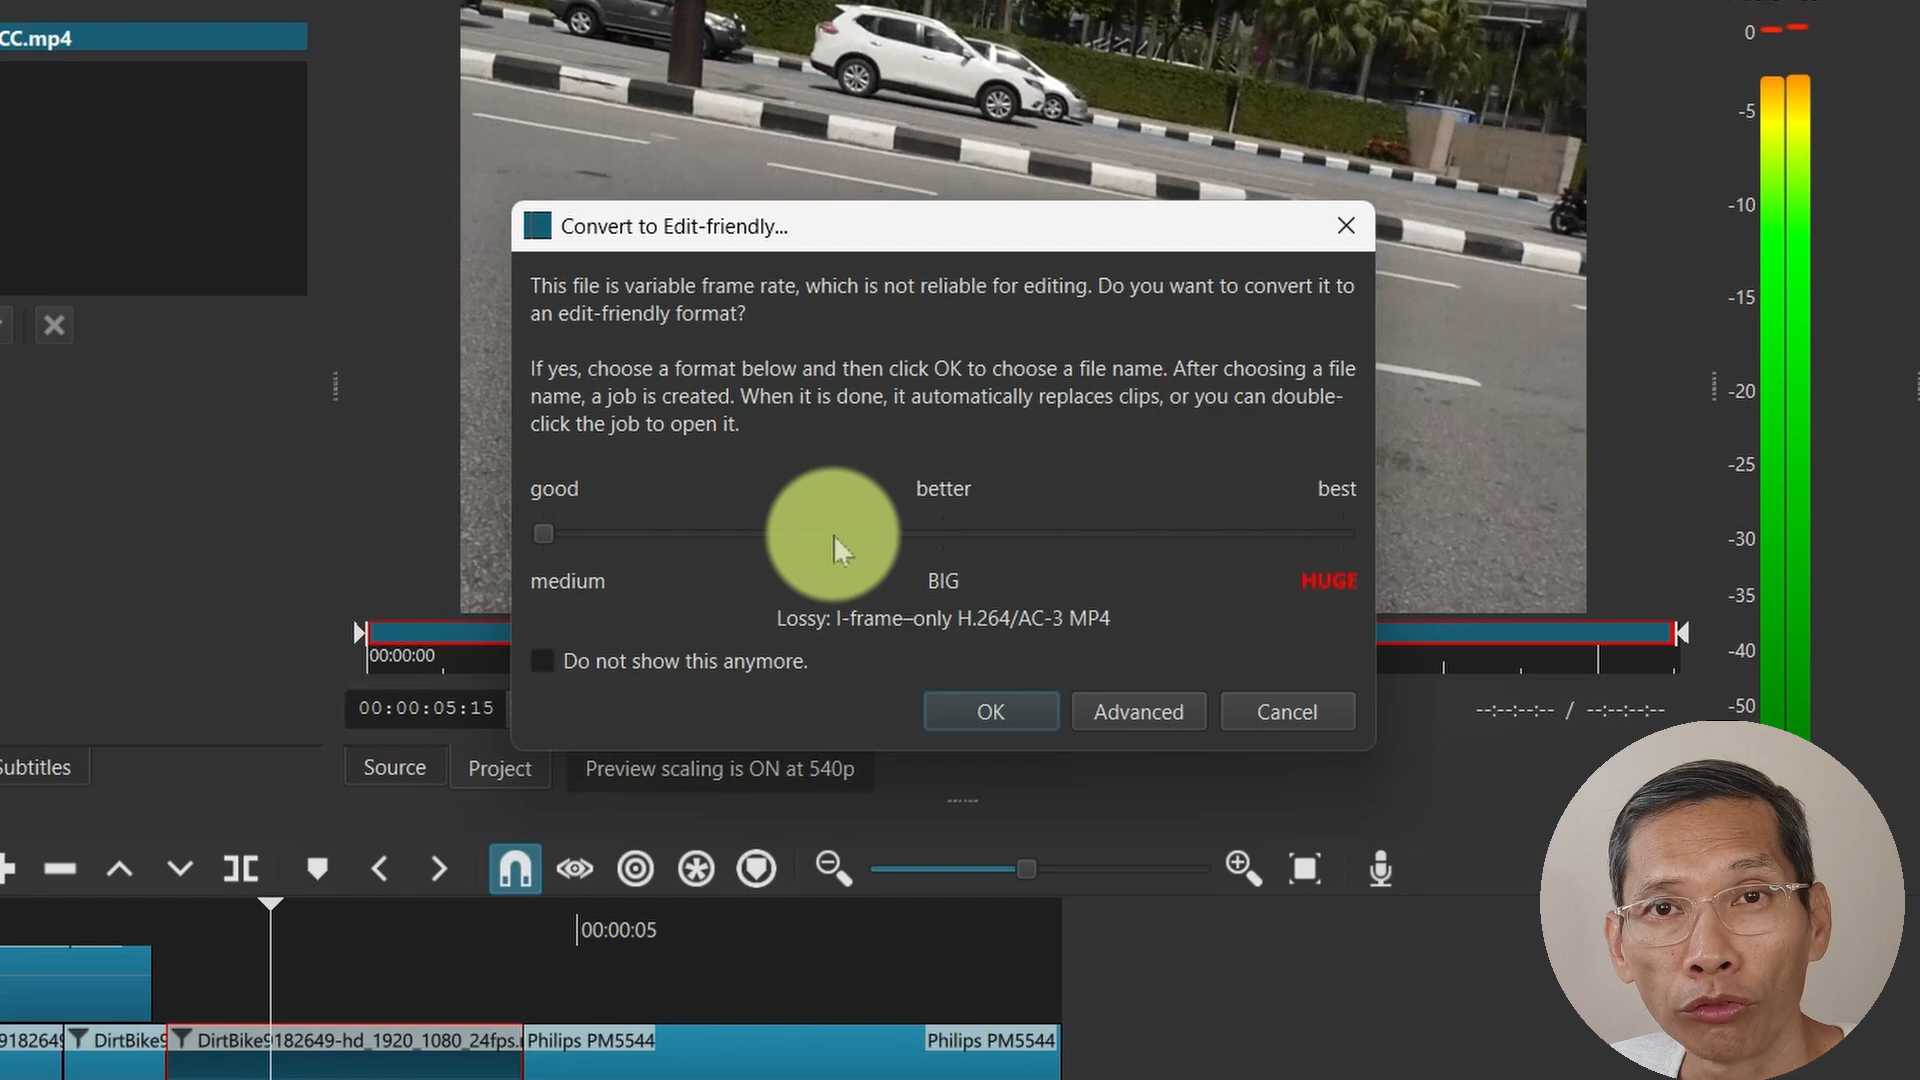 CC.mp4
0
-5
-10
-15
-20
-25
-30
-35
-40
-50
Convert to Edit-friendly...
This file is variable frame rate, which is not reliable for editing. Do you want to convert it to
an edit-friendly format?
If yes, choose a format below and then click OK to choose a file name. After choosing a file
name, a job is created. When it is done, it automatically replaces clips, or you can double-
click the job to open it.
good better best
medium BIG HUGE
Lossy: I-frame–only H.264/AC-3 MP4
Do not show this anymore.
OK Advanced Cancel
00:00:00
00:00:05:15
--:--:--:-- / --:--:--:--
Subtitles
Source Project Preview scaling is ON at 540p
00:00:05
DirtBike9182649-hd_1920_1080_24fps.
Philips PM5544
Philips PM5544